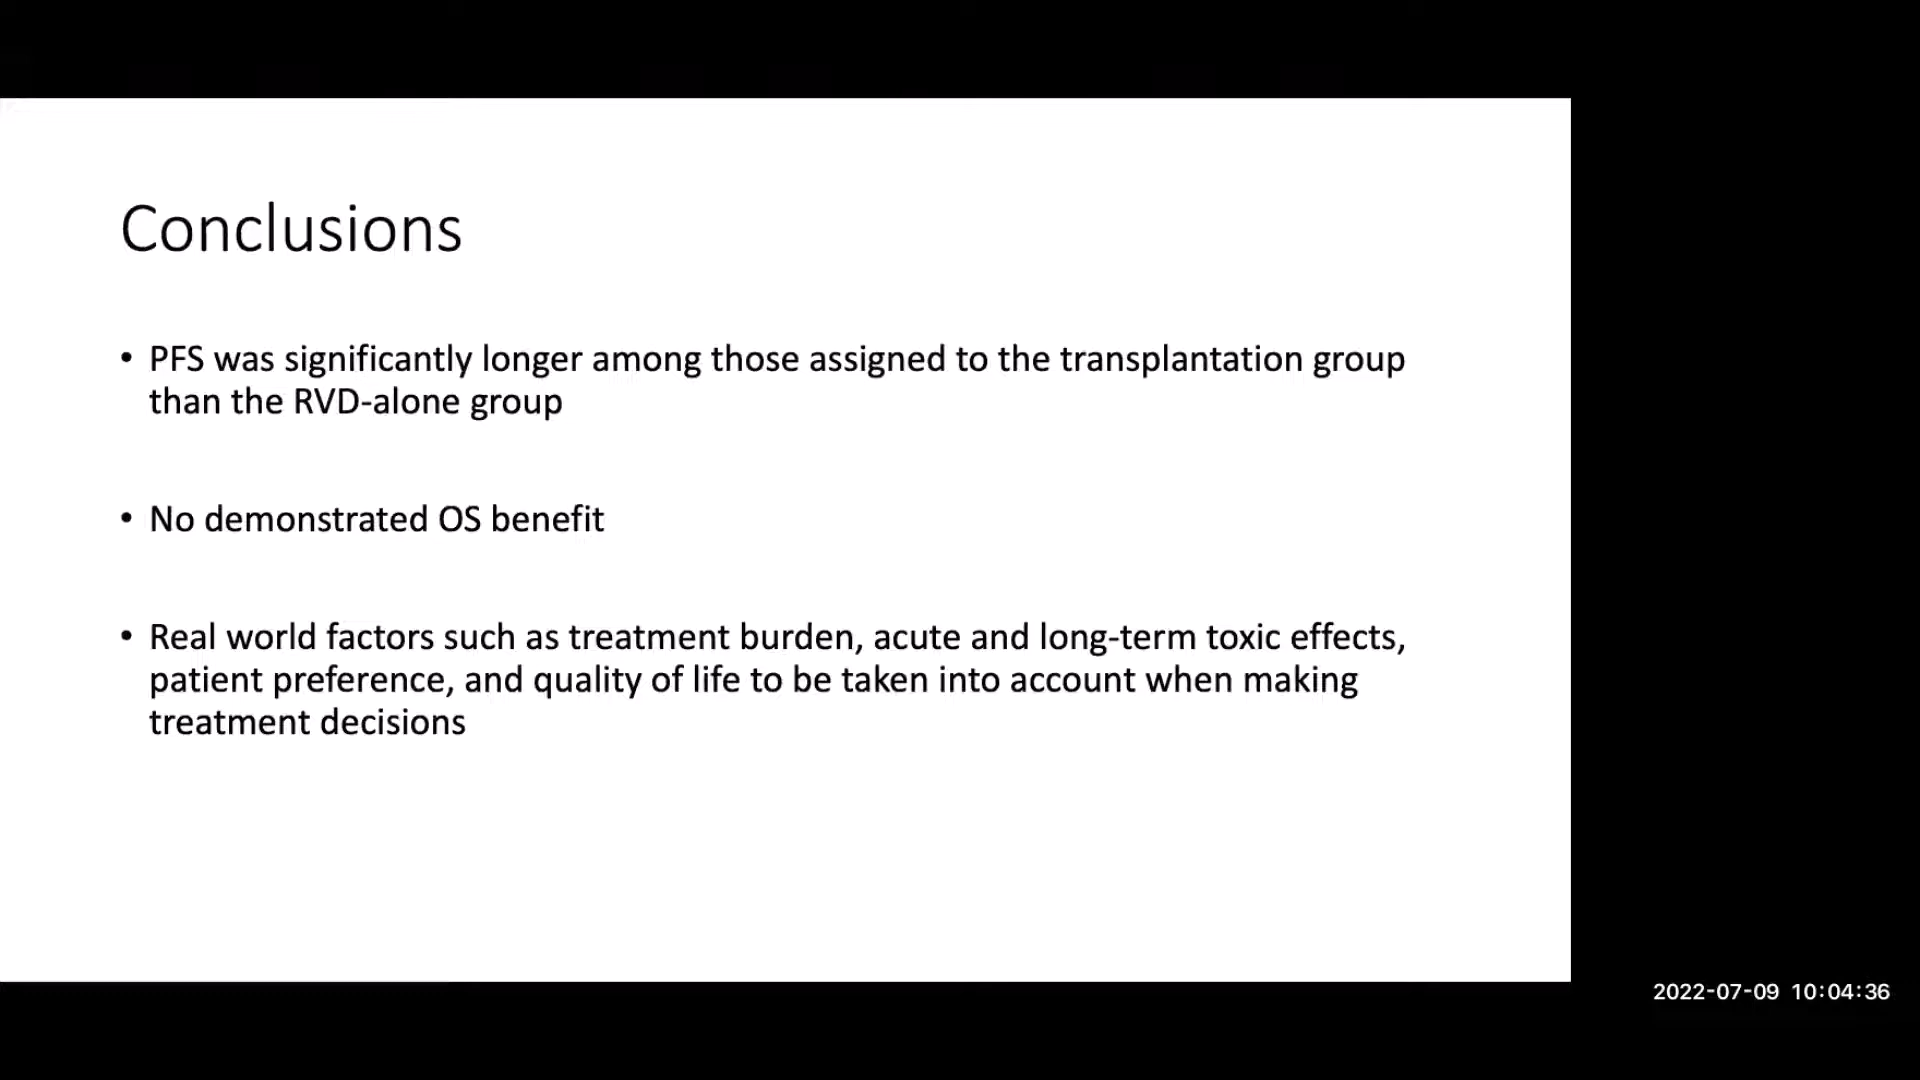 Conclusions
• PFS was significantly longer among those assigned to the transplantation group
than the RVD-alone group
• No demonstrated OS benefit
• Real world factors such as treatment burden, acute and long-term toxic effects,
patient preference, and quality of life to be taken into account when making
treatment decisions
2022-07-09 10:04:36